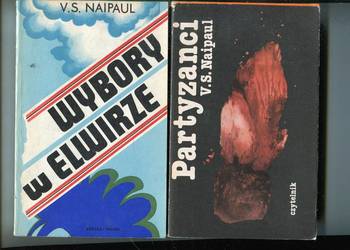 V.S. NAIPAUL
WYBORY
W ELWIRZE
Partyzanci
V.S. Naipaul
czytelnik